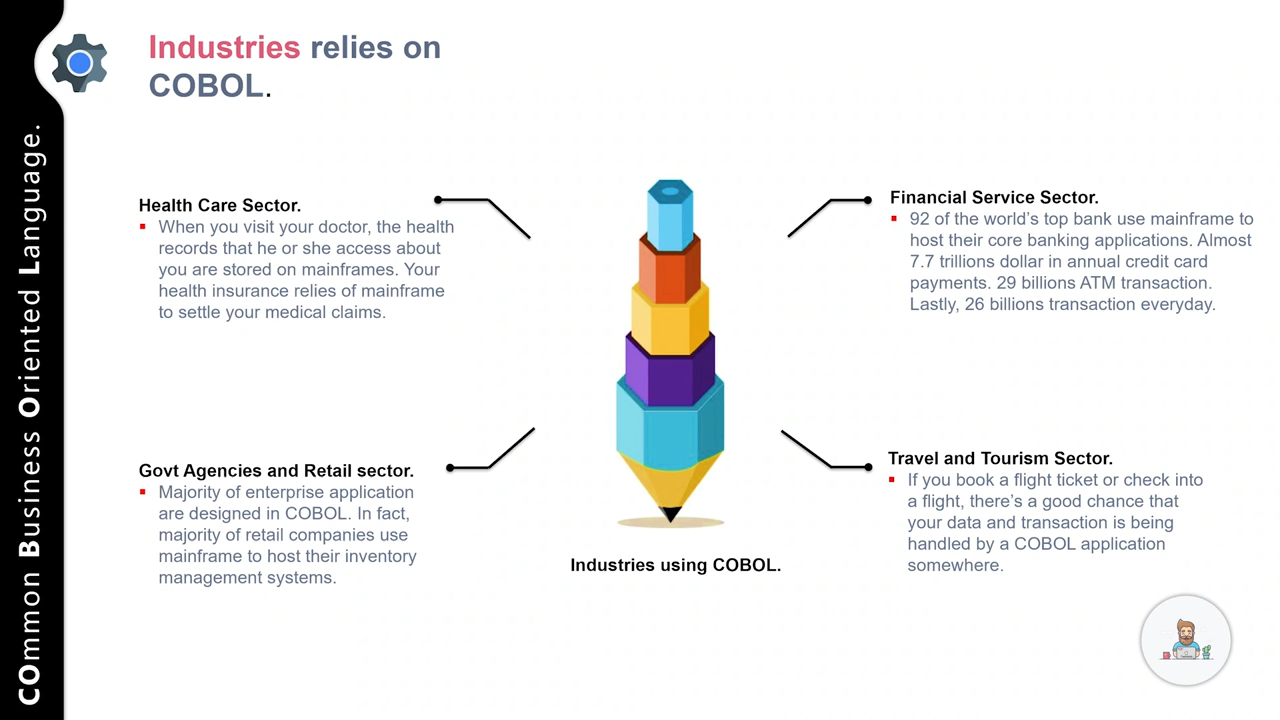 Industries relies on
COBOL.
COmmon Business Oriented Language.
Health Care Sector.
When you visit your doctor, the health
records that he or she access about
you are stored on mainframes. Your
health insurance relies of mainframe
to settle your medical claims.
Financial Service Sector.
92 of the world's top bank use mainframe to
host their core banking applications. Almost
7.7 trillions dollar in annual credit card
payments. 29 billions ATM transaction.
Lastly, 26 billions transaction everyday.
Govt Agencies and Retail sector.
Majority of enterprise application
are designed in COBOL. In fact,
majority of retail companies use
mainframe to host their inventory
management systems.
Travel and Tourism Sector.
If you book a flight ticket or check into
a flight, there's a good chance that
your data and transaction is being
handled by a COBOL application
somewhere.
Industries using COBOL.